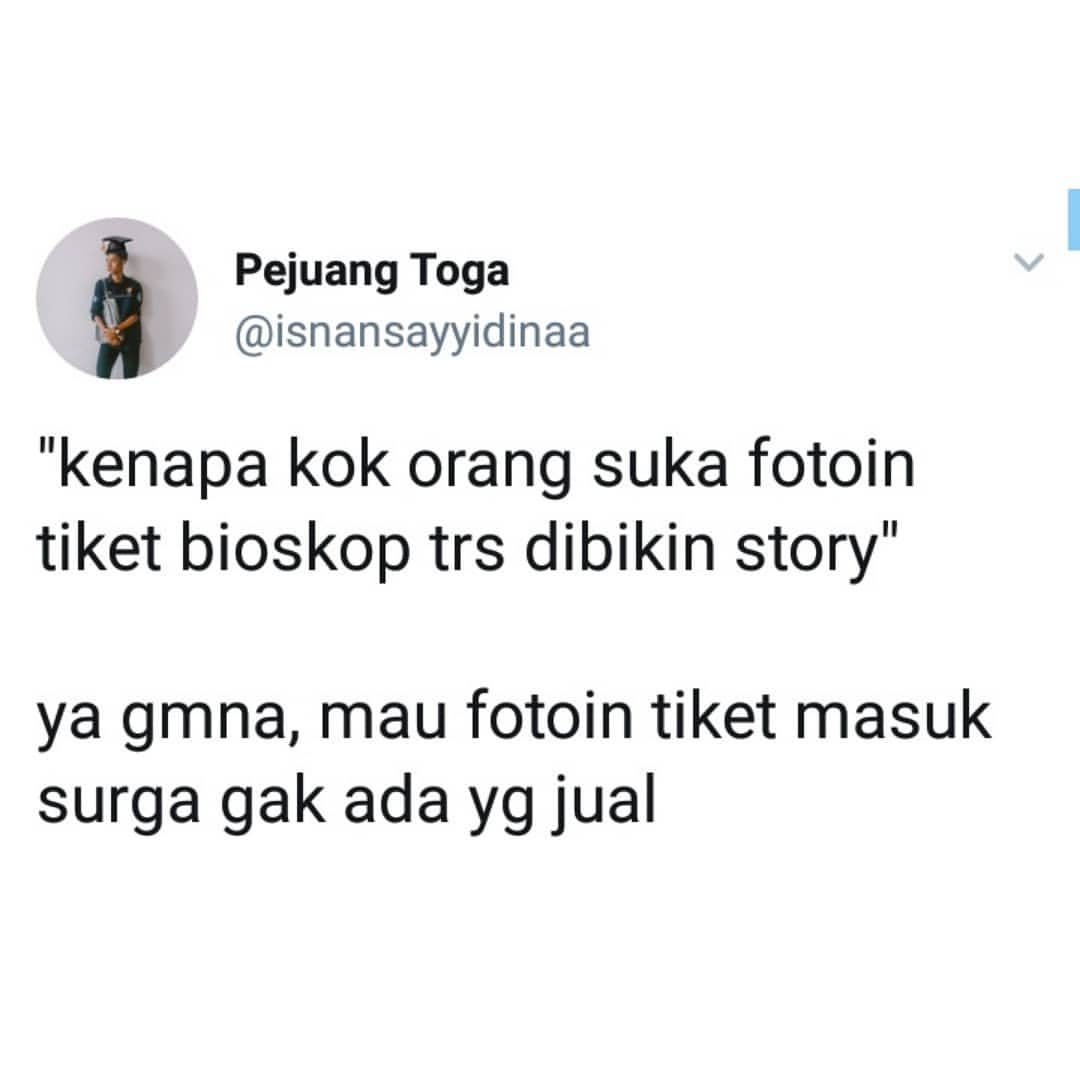 Pejuang Toga
@isnansayyidinaa
"kenapa kok orang suka fotoin
tiket bioskop trs dibikin story"
ya gmna, mau fotoin tiket masuk
surga gak ada yg jual